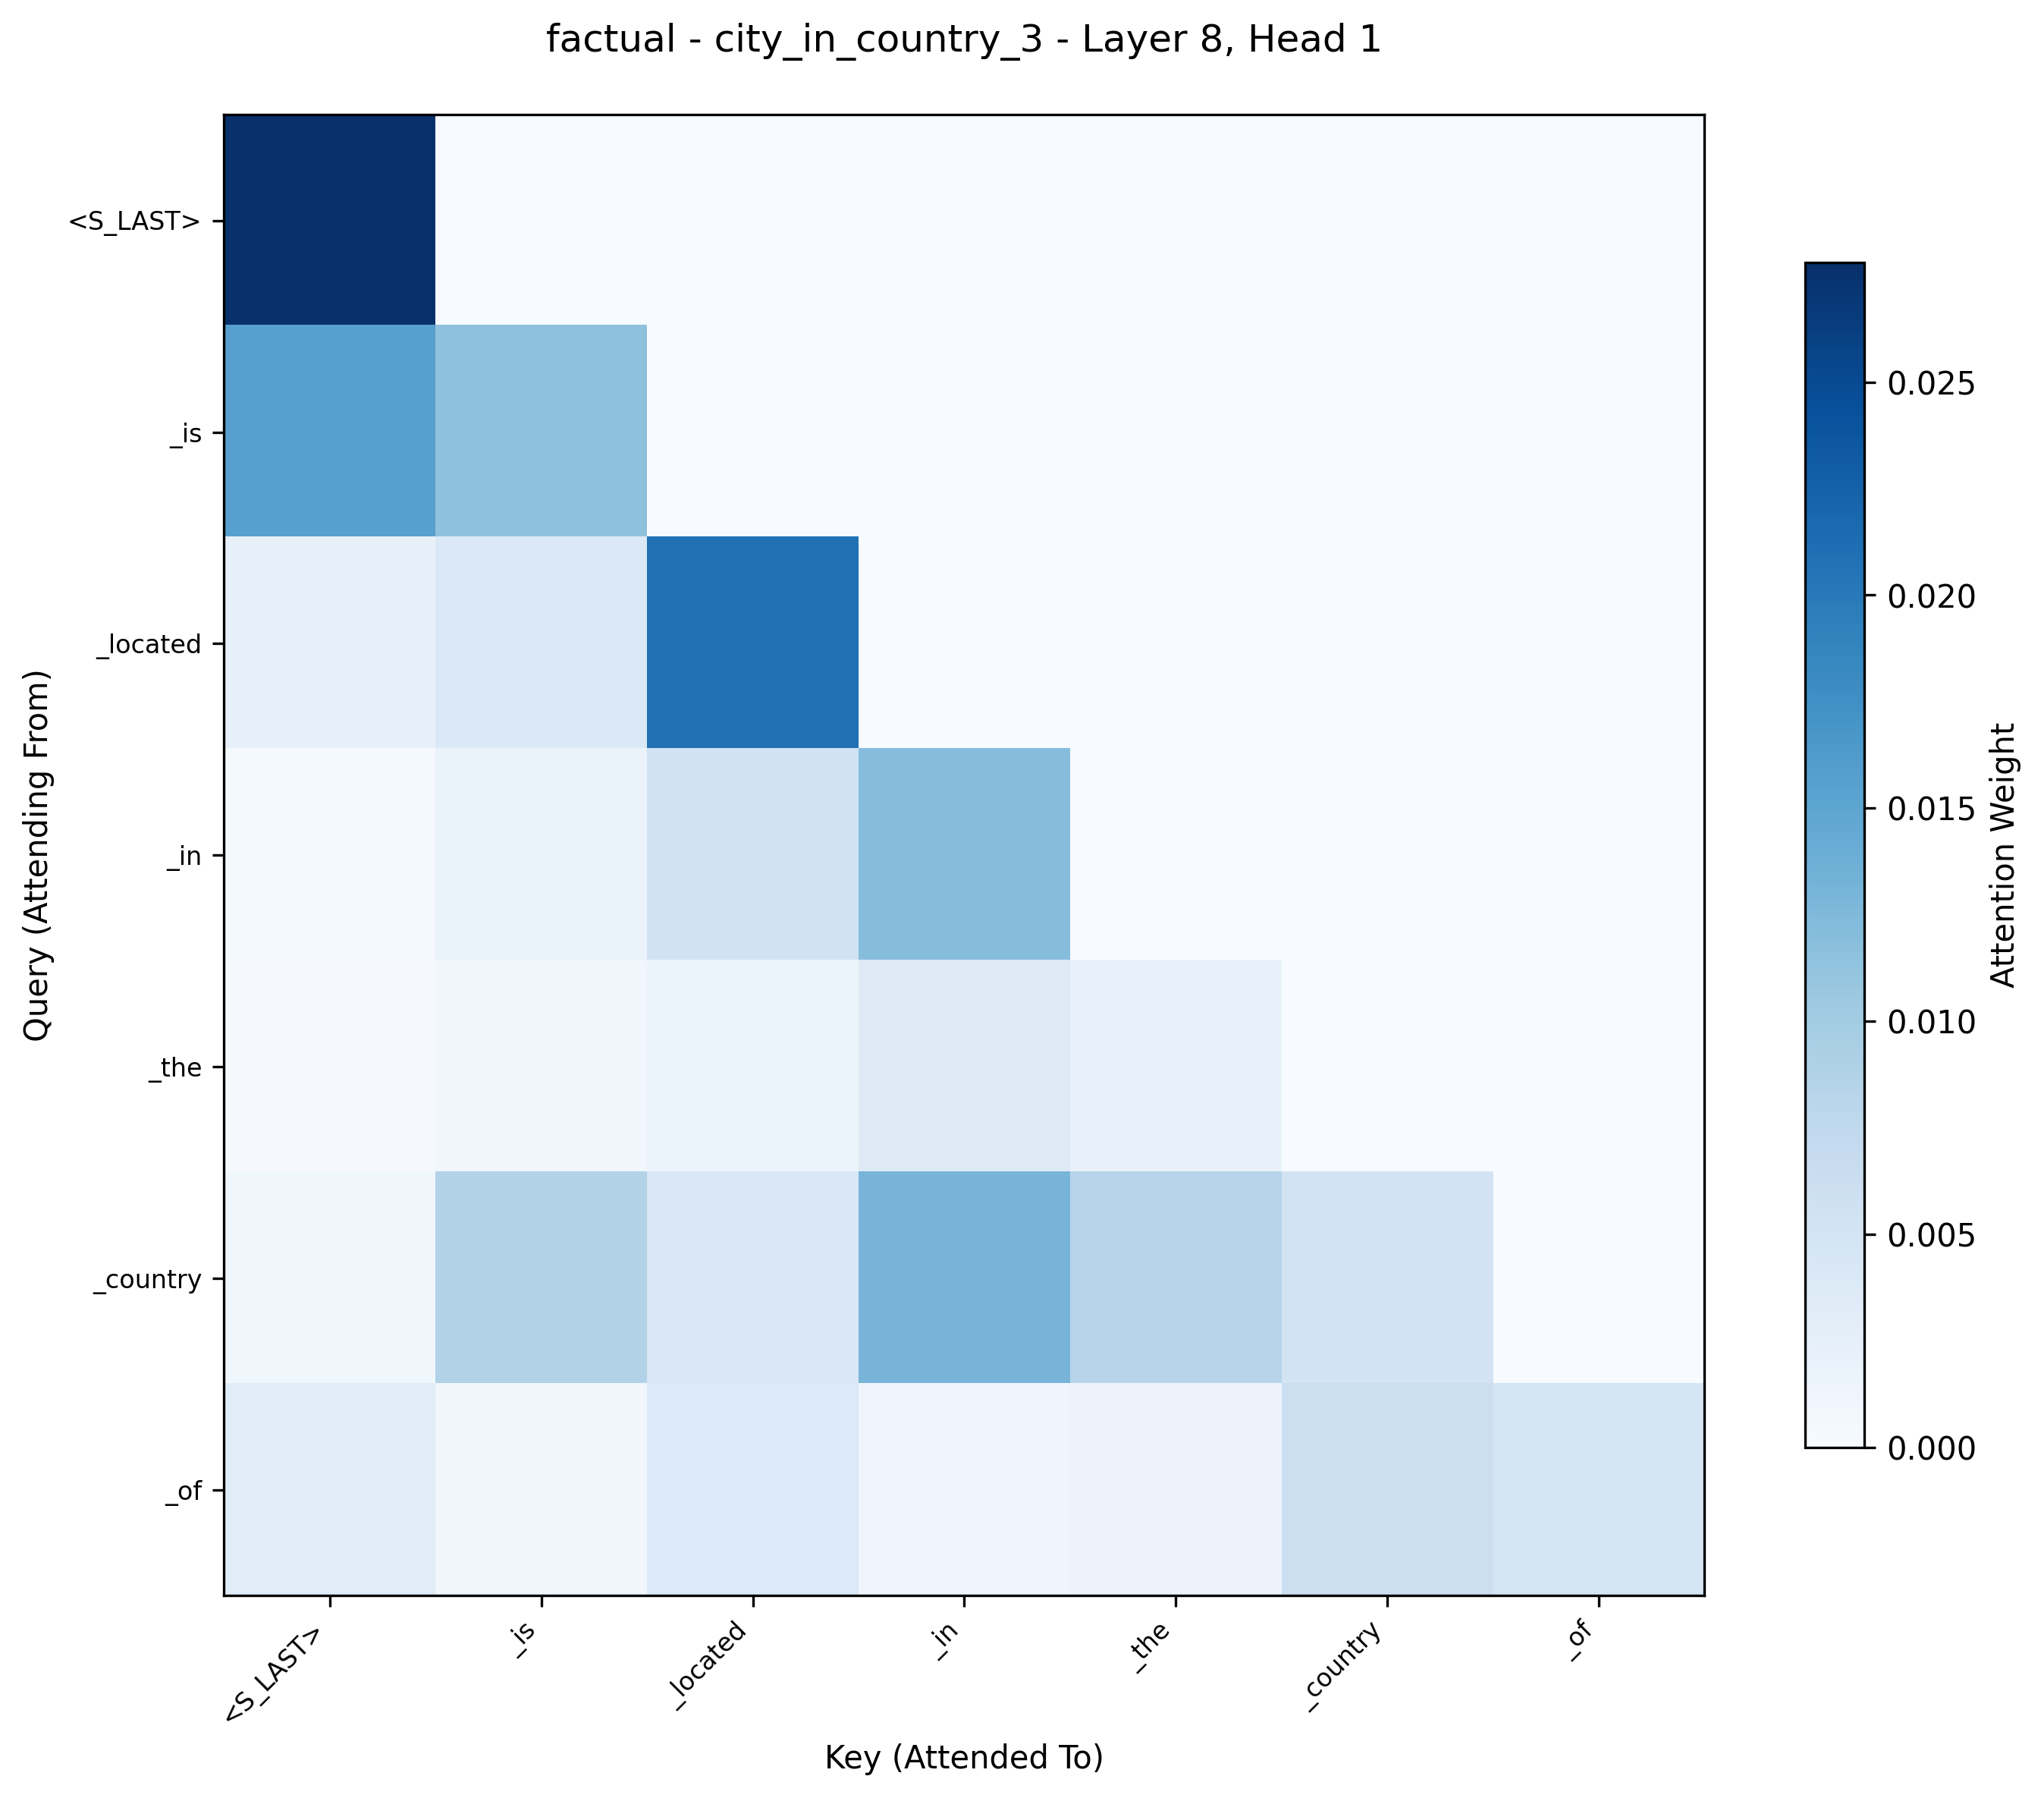 factual - city_in_country_3 - Layer 8, Head 1
Query (Attending From)
<S_LAST>
_is
_located
_in
_the
_country
_of
<S_LAST>
_is
_located
_in
_the
_country
_of
Key (Attended To)
0.025
0.020
0.015
0.010
0.005
0.000
Attention Weight